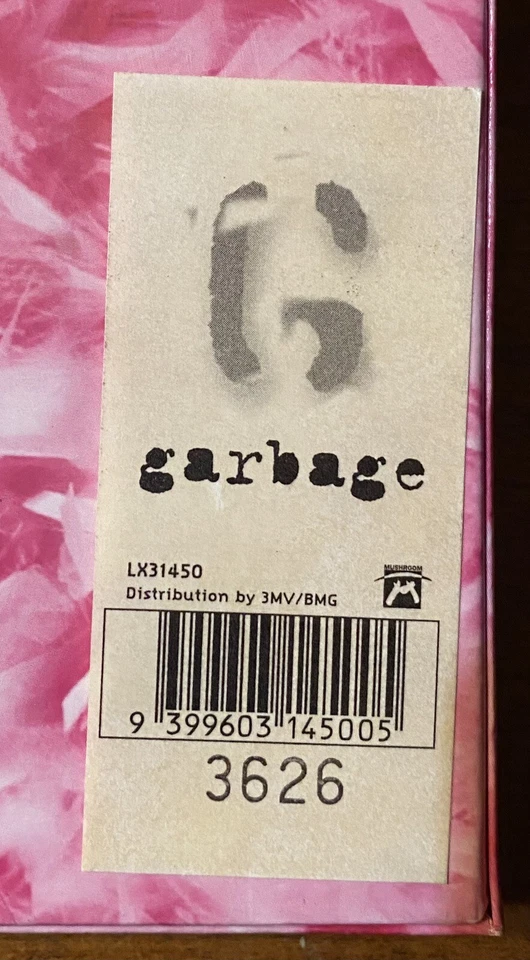 G
garbage
LX31450
MUSHROOM
Distribution by 3MV/BMG
9 399603 145005
3626